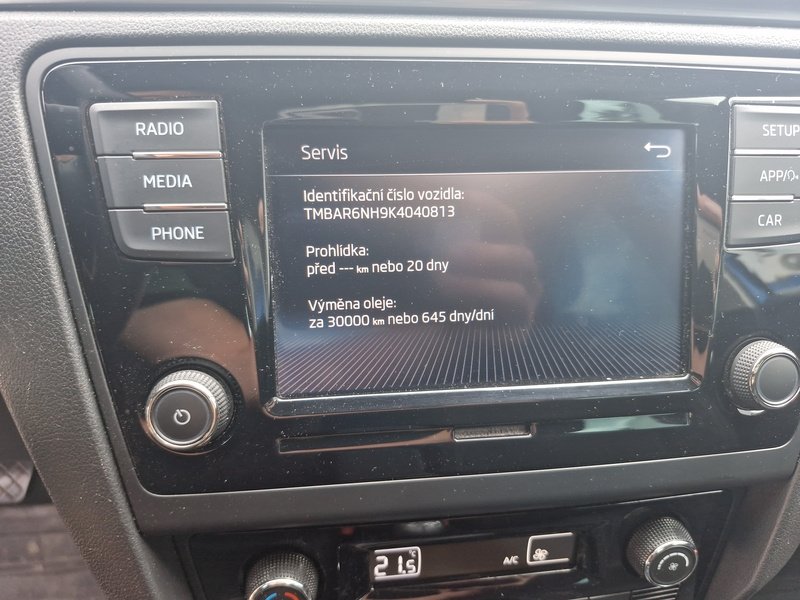 RADIO
MEDIA
PHONE
Servis
Identifikační číslo vozidla:
TMBAR6NH9K4040813
Prohlídka:
před --- km nebo 20 dny
Výměna oleje:
za 30000 km nebo 645 dny/dní
SETUP
APP/
CAR
21.5 °C
A/C